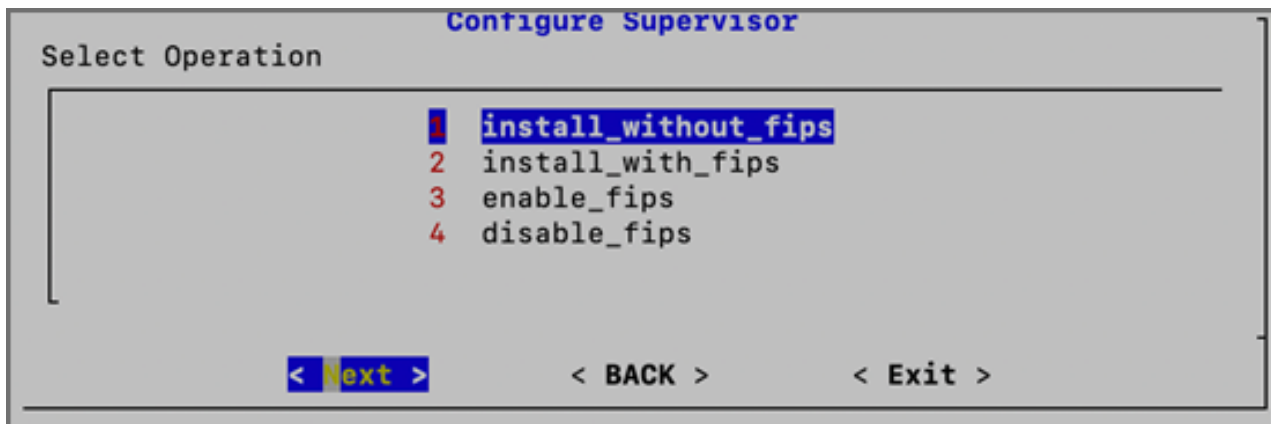 Configure Supervisor
Select Operation
1 install_without_fips
2 install_with_fips
3 enable_fips
4 disable_fips
< Next > < BACK > < Exit >